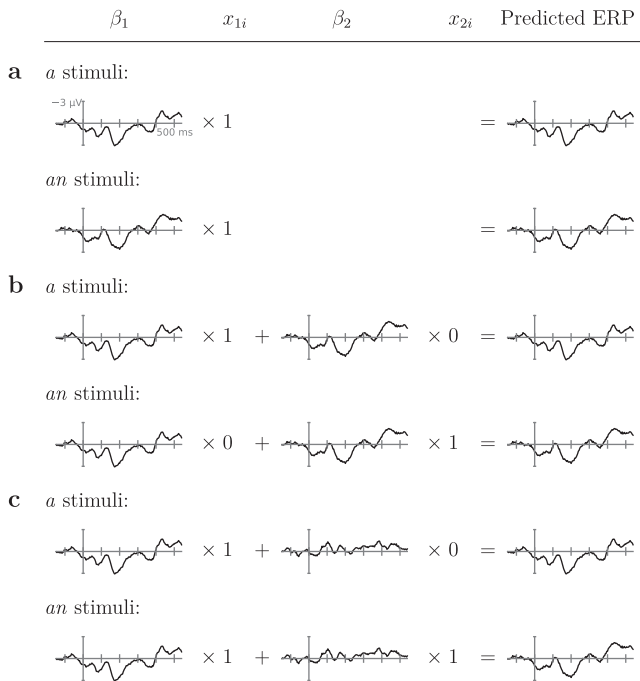 β₁ x₁ᵢ β₂ x₂ᵢ Predicted ERP
a a stimuli:
−3 µV
500 ms
× 1 =
an stimuli:
× 1 =
b a stimuli:
× 1 + × 0 =
an stimuli:
× 0 + × 1 =
c a stimuli:
× 1 + × 0 =
an stimuli:
× 1 + × 1 =